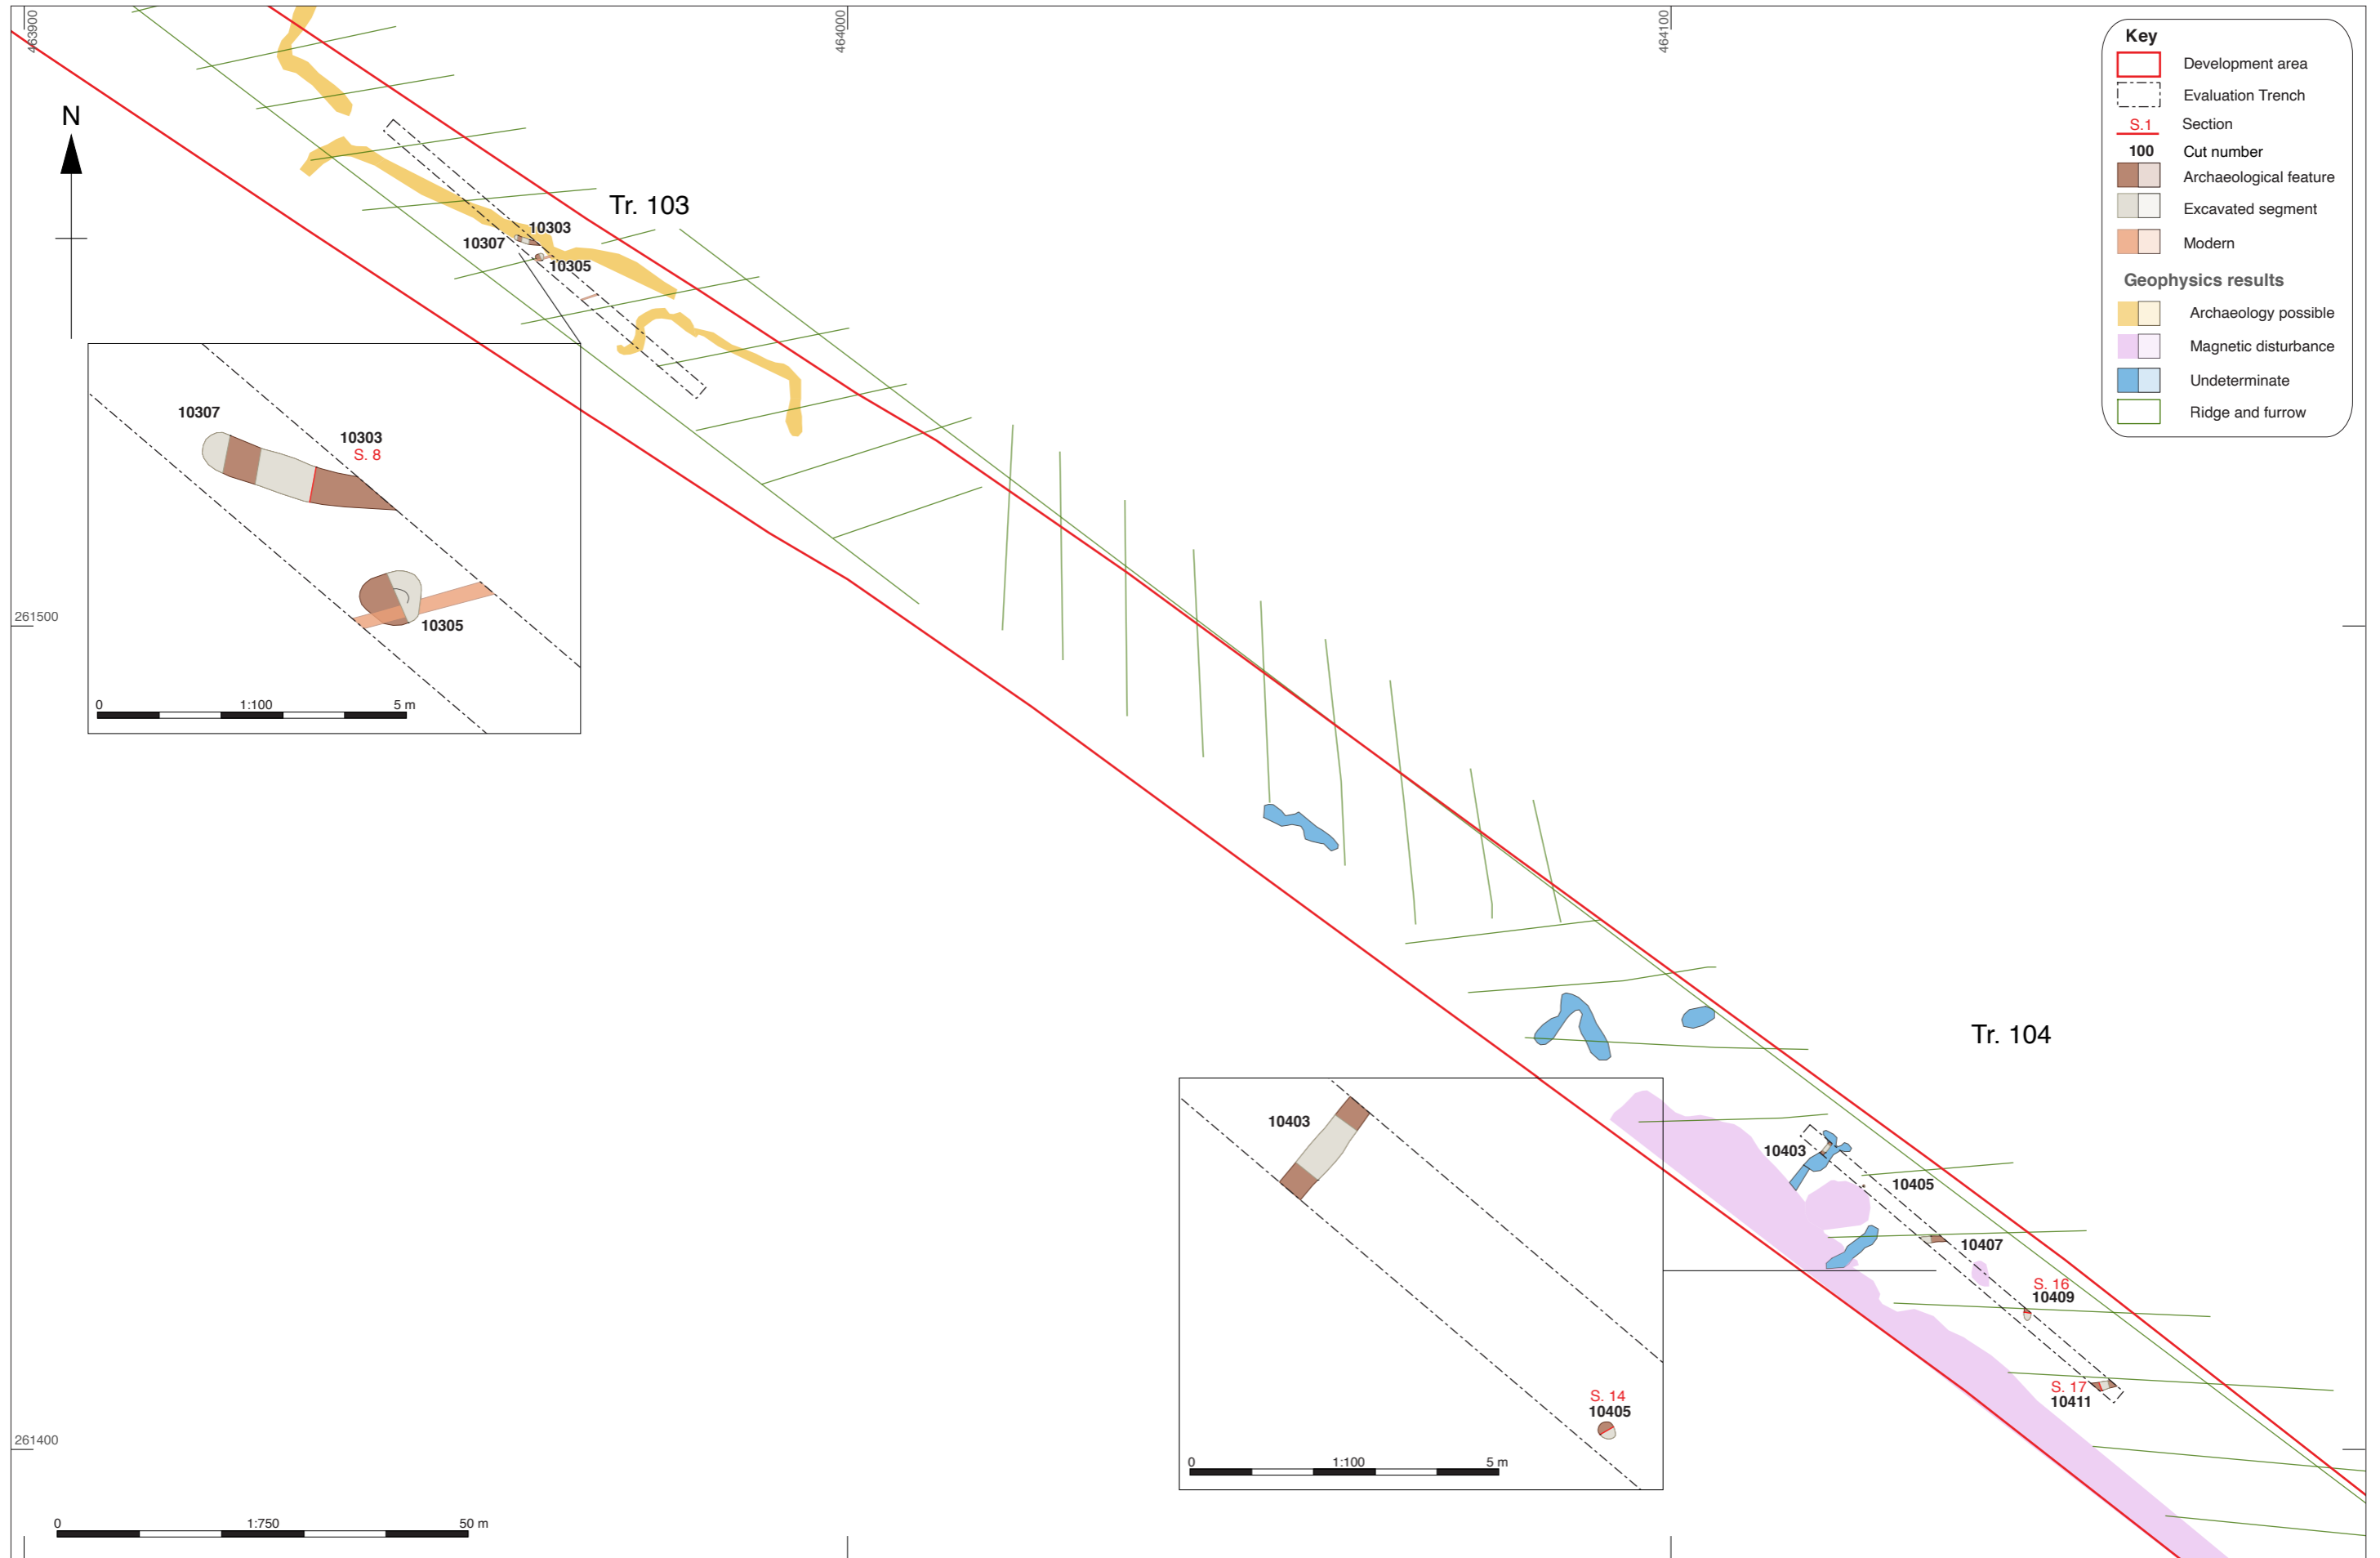 463900
464000
464100
N
Tr. 103
10303
10307
10305
Key
Development area
Evaluation Trench
S.1 Section
100 Cut number
Archaeological feature
Excavated segment
Modern
Geophysics results
Archaeology possible
Magnetic disturbance
Undeterminate
Ridge and furrow
10307
10303
S. 8
10305
0 1:100 5 m
261500
Tr. 104
10403
S. 14
10405
0 1:100 5 m
10403
10405
10407
S. 16
10409
S. 17
10411
261400
0 1:750 50 m